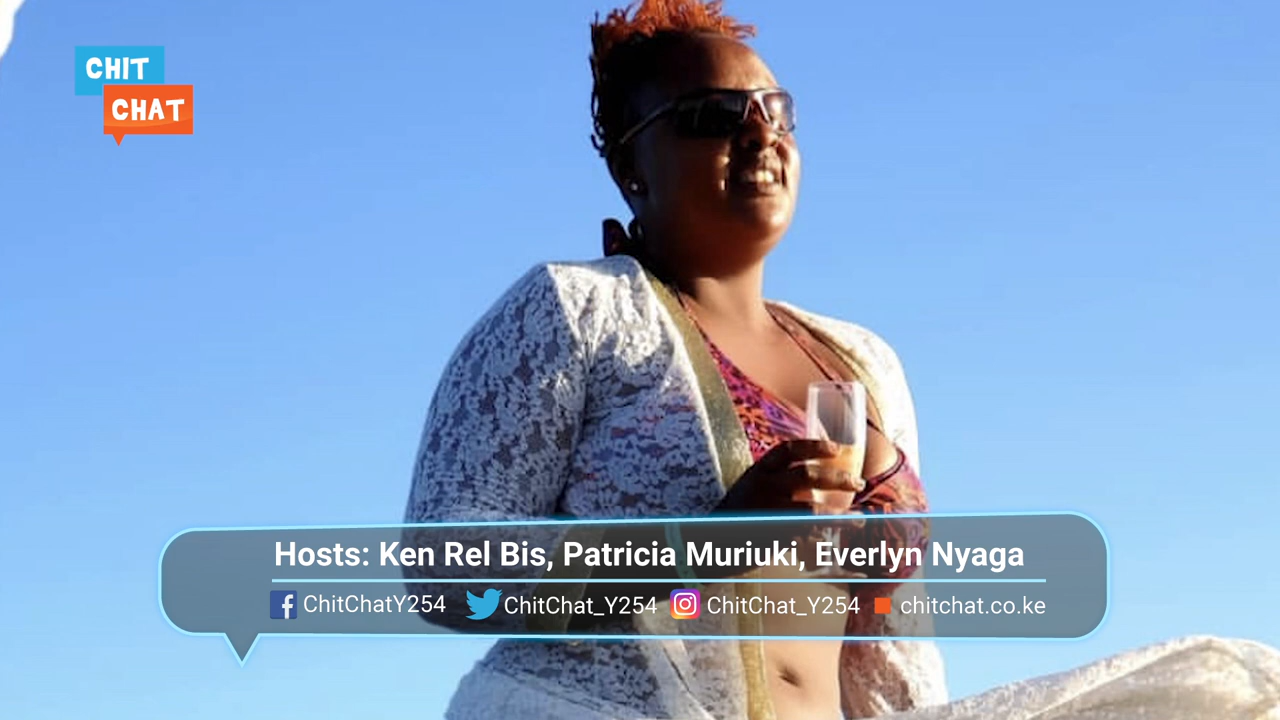 CHIT
CHAT
Hosts: Ken Rel Bis, Patricia Muriuki, Everlyn Nyaga
ChitChatY254 ChitChat_Y254 ChitChat_Y254 chitchat.co.ke